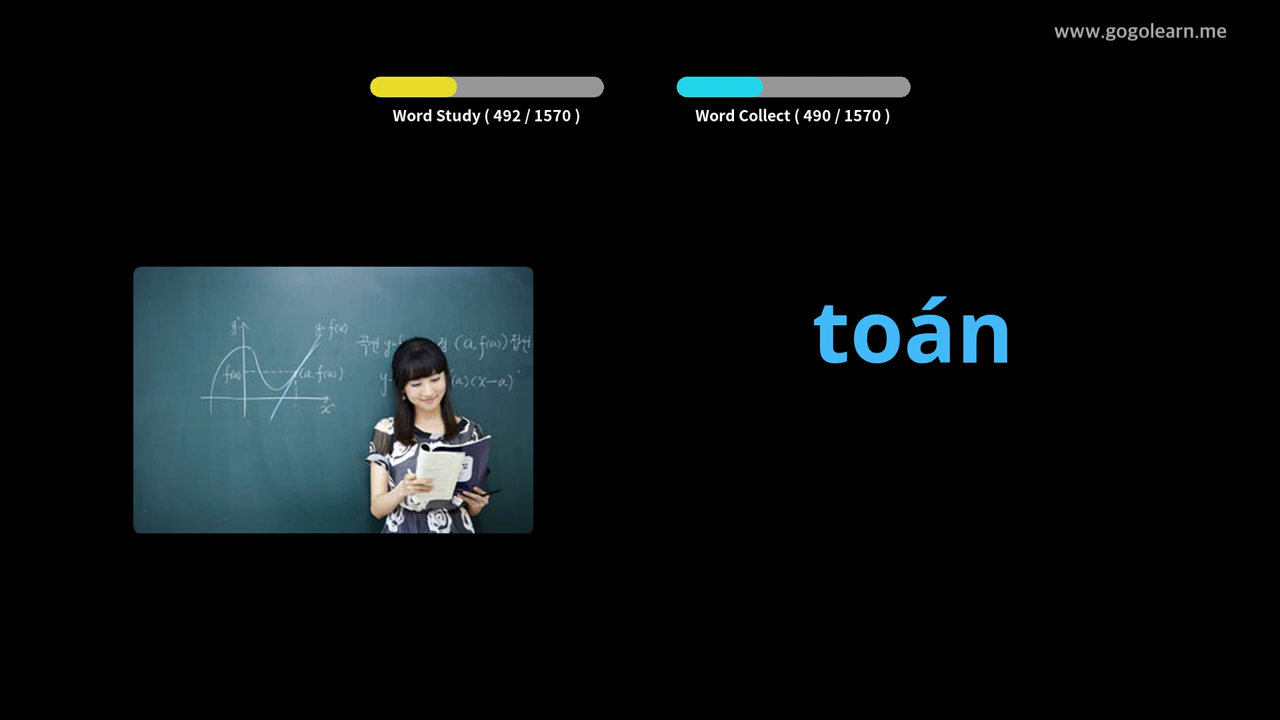 www.gogolearn.me
Word Study ( 492 / 1570 )
Word Collect ( 490 / 1570 )
toán
y
y=f(x)
f(a)
(a, f(a))
x
(a, f(a))
(a)(x-a)